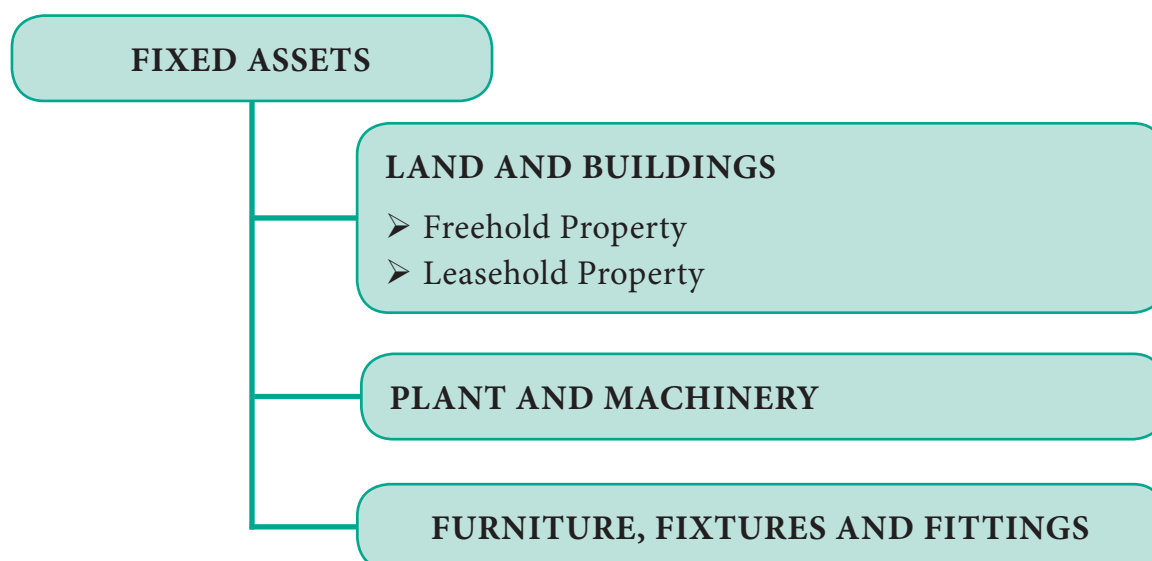 FIXED ASSETS
LAND AND BUILDINGS
➢ Freehold Property
➢ Leasehold Property
PLANT AND MACHINERY
FURNITURE, FIXTURES AND FITTINGS